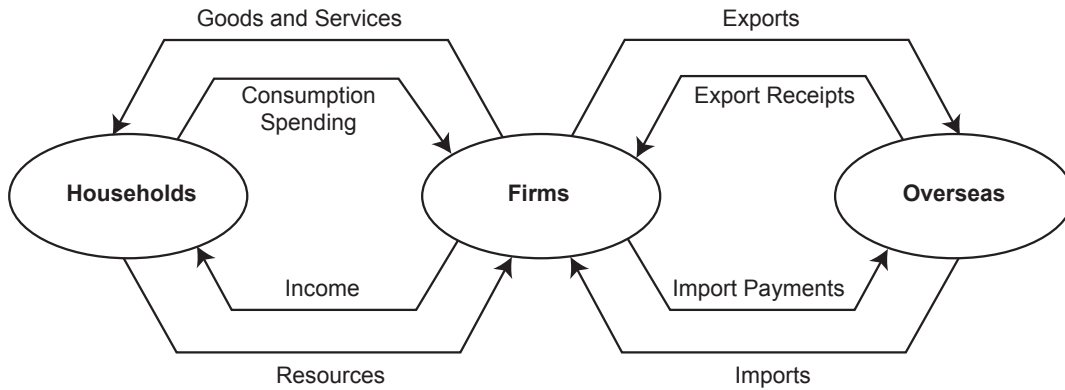 Goods and Services
Exports
Consumption
Spending
Export Receipts
Households
Firms
Overseas
Income
Import Payments
Resources
Imports